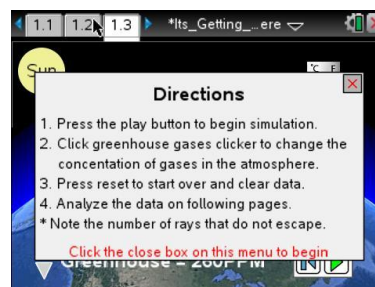 1.1 1.2 1.3 *Its_Getting_...ere
Sun
°C °F
Directions
1. Press the play button to begin simulation.
2. Click greenhouse gases clicker to change the
concentation of gases in the atmosphere.
3. Press reset to start over and clear data.
4. Analyze the data on following pages.
* Note the number of rays that do not escape.
Click the close box on this menu to begin
Greenhouse = 260PPM